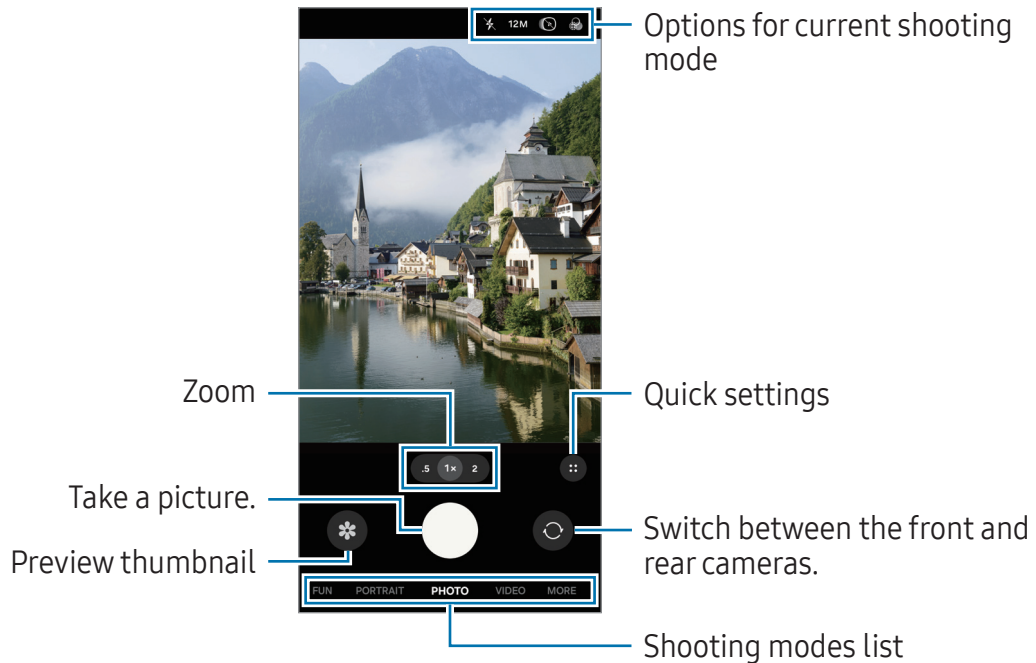 12M
Options for current shooting
mode
Zoom
Quick settings
.5 1× 2
Take a picture.
Switch between the front and
rear cameras.
Preview thumbnail
FUN PORTRAIT PHOTO VIDEO MORE
Shooting modes list